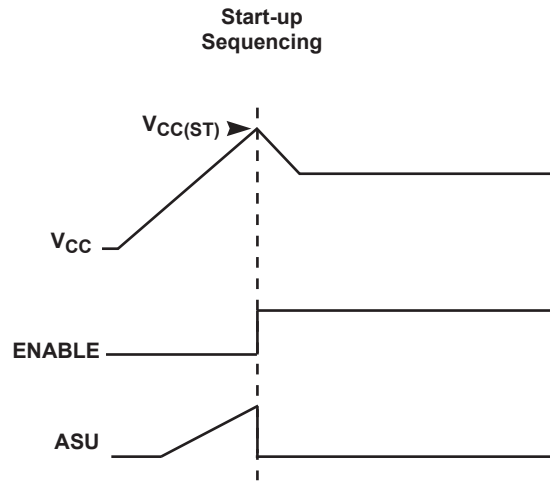 Start-up
Sequencing
VCC(ST)
VCC
ENABLE
ASU